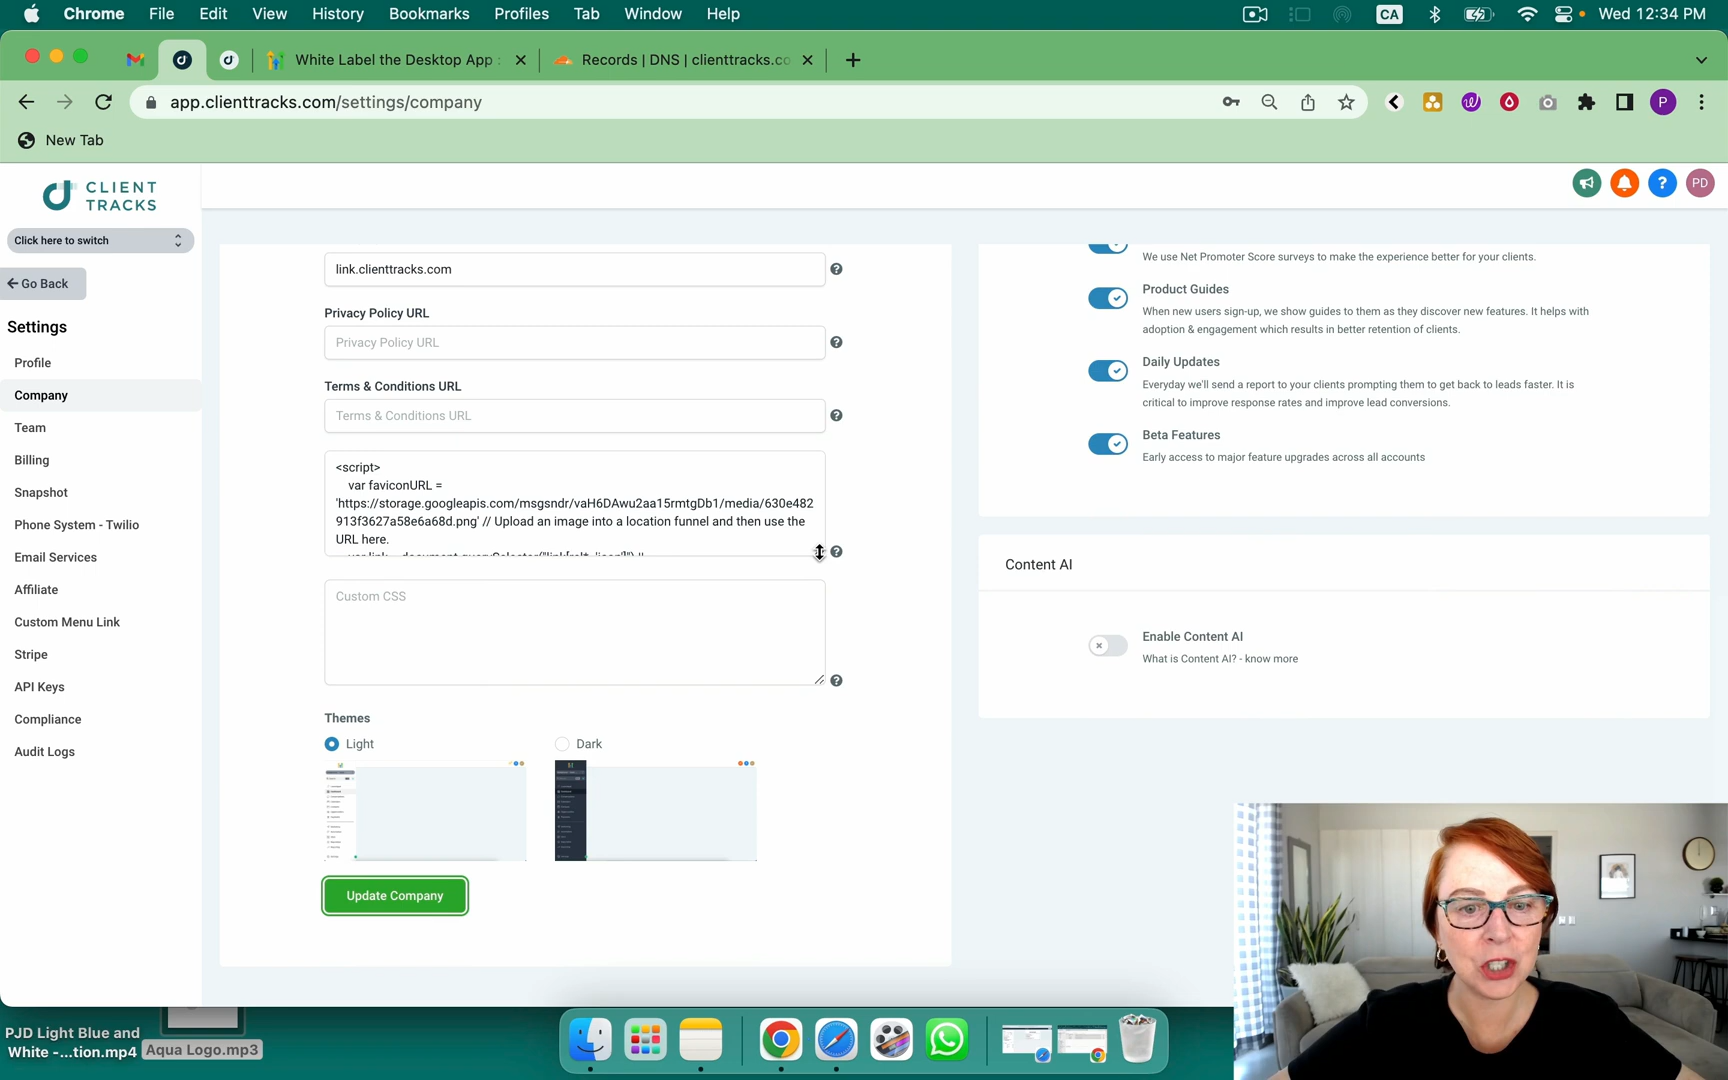 Chrome File Edit View History Bookmarks Profiles Tab Window Help
CA Wed 12:34 PM
White Label the Desktop App
Records | DNS | clienttracks.co
app.clienttracks.com/settings/company
P
New Tab
CLIENT
TRACKS
PD
Click here to switch
Go Back
Settings
Profile
Company
Team
Billing
Snapshot
Phone System - Twilio
Email Services
Affiliate
Custom Menu Link
Stripe
API Keys
Compliance
Audit Logs
link.clienttracks.com
Privacy Policy URL
Privacy Policy URL
Terms & Conditions URL
Terms & Conditions URL
<script>
var faviconURL =
'https://storage.googleapis.com/msgsndr/vaH6DAwu2aa15rmtgDb1/media/630e482
913f3627a58e6a68d.png' // Upload an image into a location funnel and then use the
URL here.
Custom CSS
Themes
Light
Dark
Update Company
We use Net Promoter Score surveys to make the experience better for your clients.
Product Guides
When new users sign-up, we show guides to them as they discover new features. It helps with
adoption & engagement which results in better retention of clients.
Daily Updates
Everyday we'll send a report to your clients prompting them to get back to leads faster. It is
critical to improve response rates and improve lead conversions.
Beta Features
Early access to major feature upgrades across all accounts
Content AI
Enable Content AI
What is Content AI? - know more
PJD Light Blue and
White -...tion.mp4
Aqua Logo.mp3